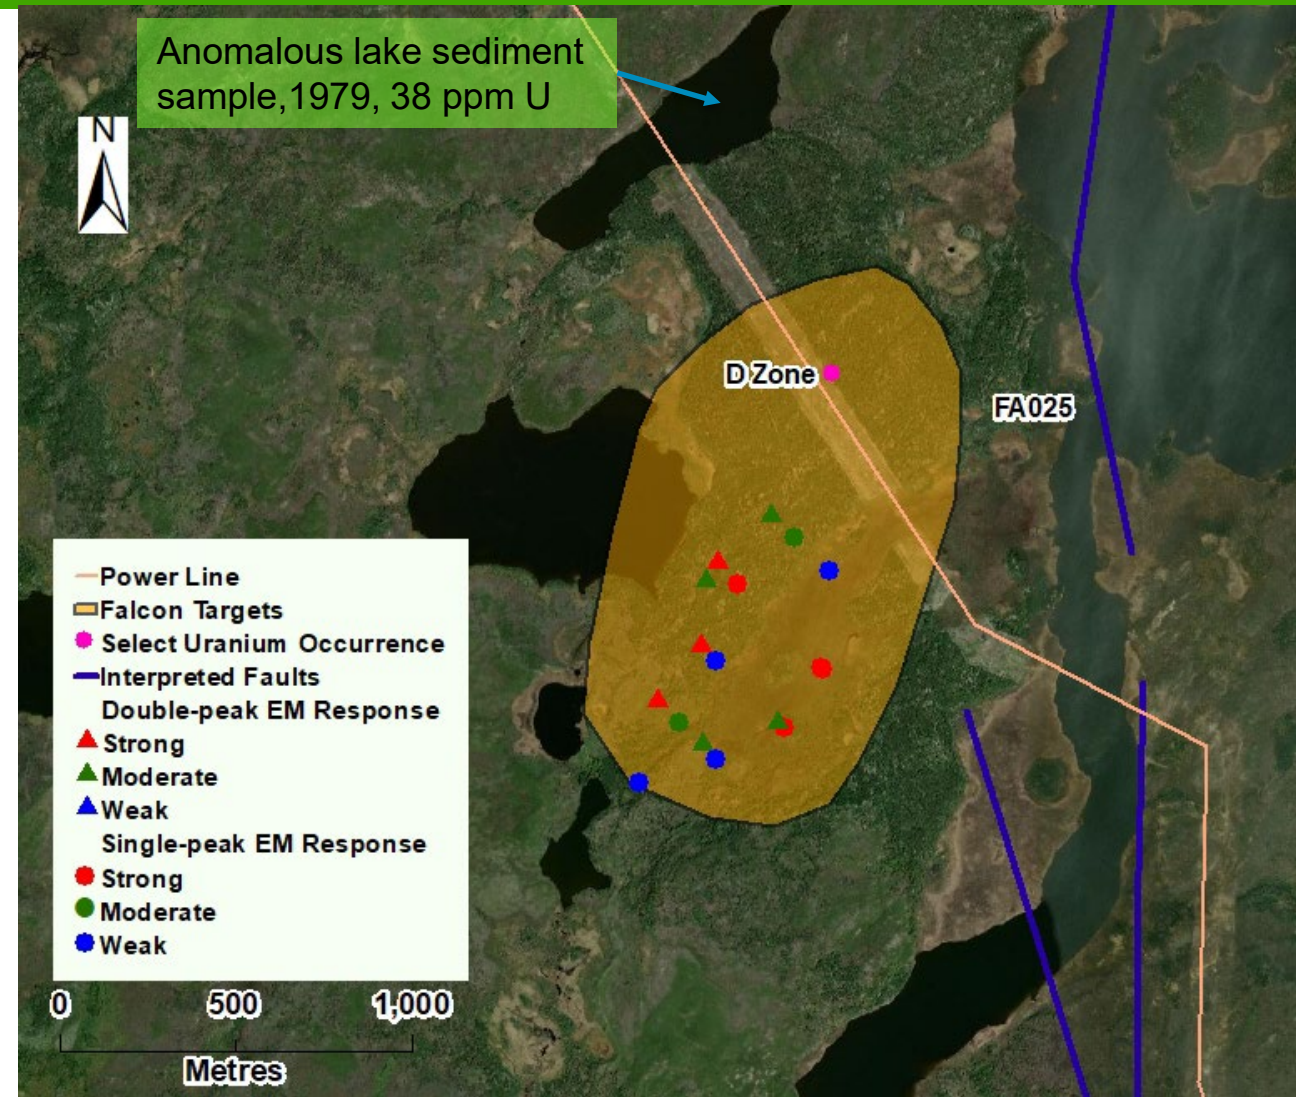 Anomalous lake sediment
sample,1979, 38 ppm U
N
D Zone
FA025
Power Line
Falcon Targets
Select Uranium Occurrence
Interpreted Faults
Double-peak EM Response
Strong
Moderate
Weak
Single-peak EM Response
Strong
Moderate
Weak
0 500 1,000
Metres